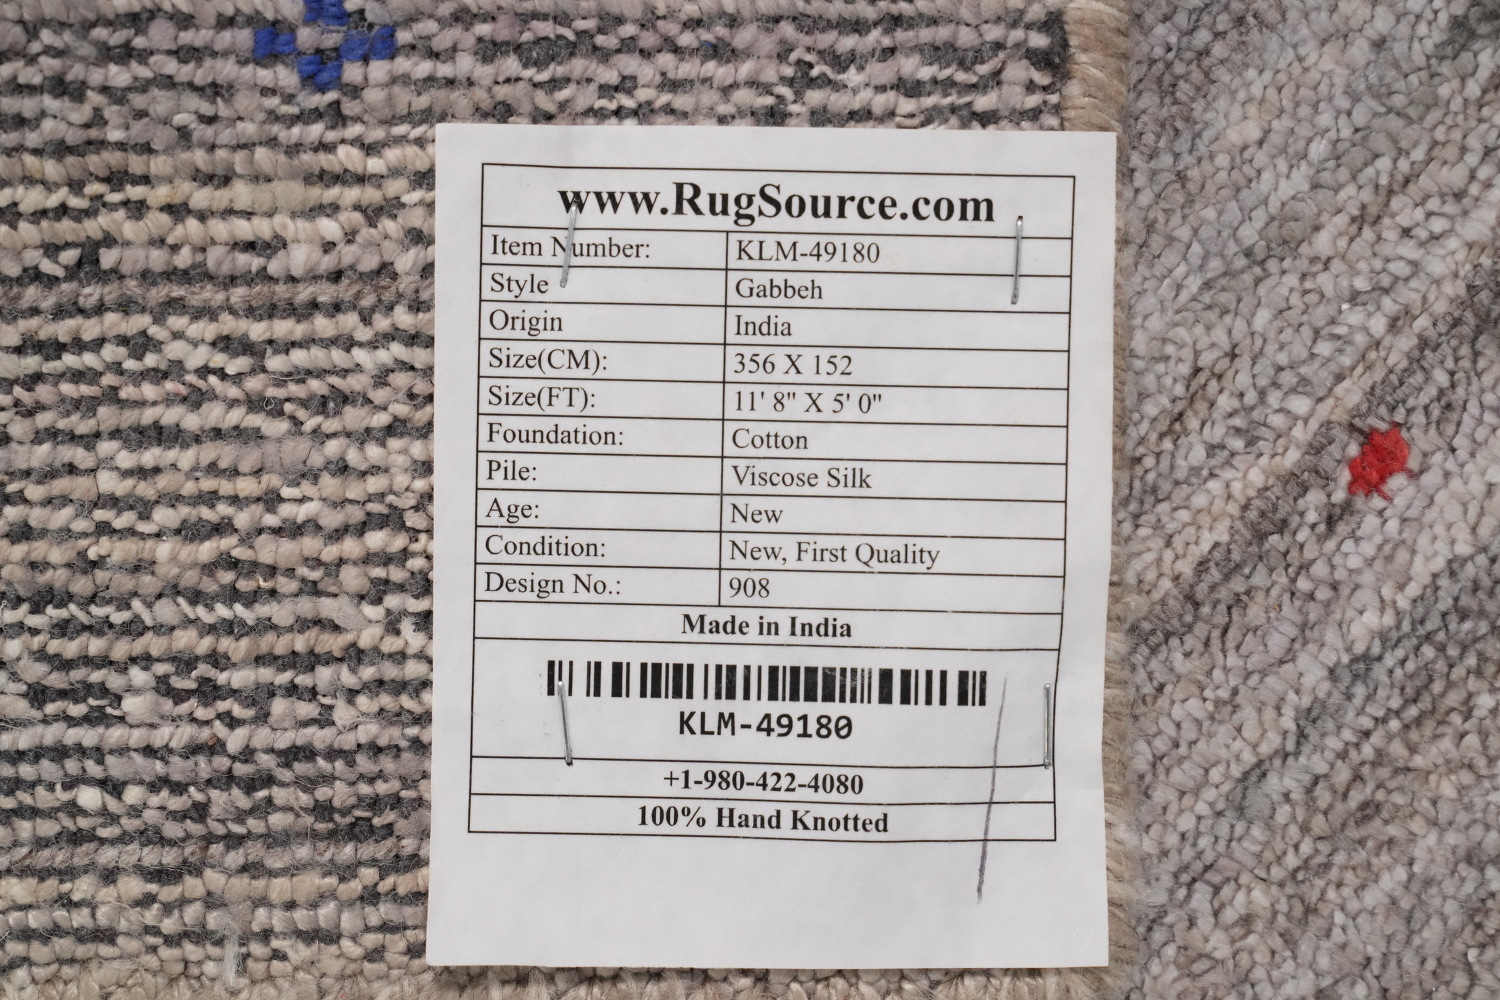 www.RugSource.com
Item Number: KLM-49180
Style Gabbeh
Origin India
Size(CM): 356 X 152
Size(FT): 11' 8" X 5' 0"
Foundation: Cotton
Pile: Viscose Silk
Age: New
Condition: New, First Quality
Design No.: 908
Made in India
KLM-49180
+1-980-422-4080
100% Hand Knotted